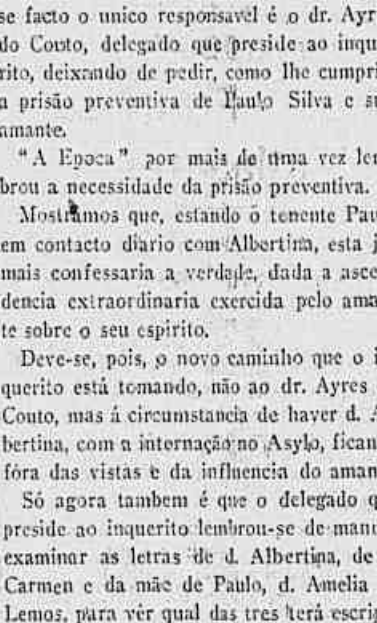 se facto o unico responsavel é o dr. Ayr
do Couto, delegado que preside ao inqu
rito, deixando de pedir, como lhe cumpri
a prisão preventiva de Paulo Silva e s
amante.
"A Epoca" por mais de uma vez le
brou a necessidade da prisão preventiva.
Mostrámos que, estando o tenente Pau
em contacto diario com Albertina, esta j
mais confessaria a verdade, dada a asce
dencia extraordinaria exercida pelo ama
te sobre o seu espirito.
Deve-se, pois, o novo caminho que o i
querito está tomando, não ao dr. Ayres
Couto, mas á circumstancia de haver d. A
bertina, com a internação no Asylo, fican
fóra das vistas e da influencia do aman
Só agora tambem é que o delegado q
preside ao inquerito lembrou-se de man
examinar as letras de d. Albertina, de
Carmen e da mãe de Paulo, d. Amelia
Lemos, para vêr qual das tres terá escri